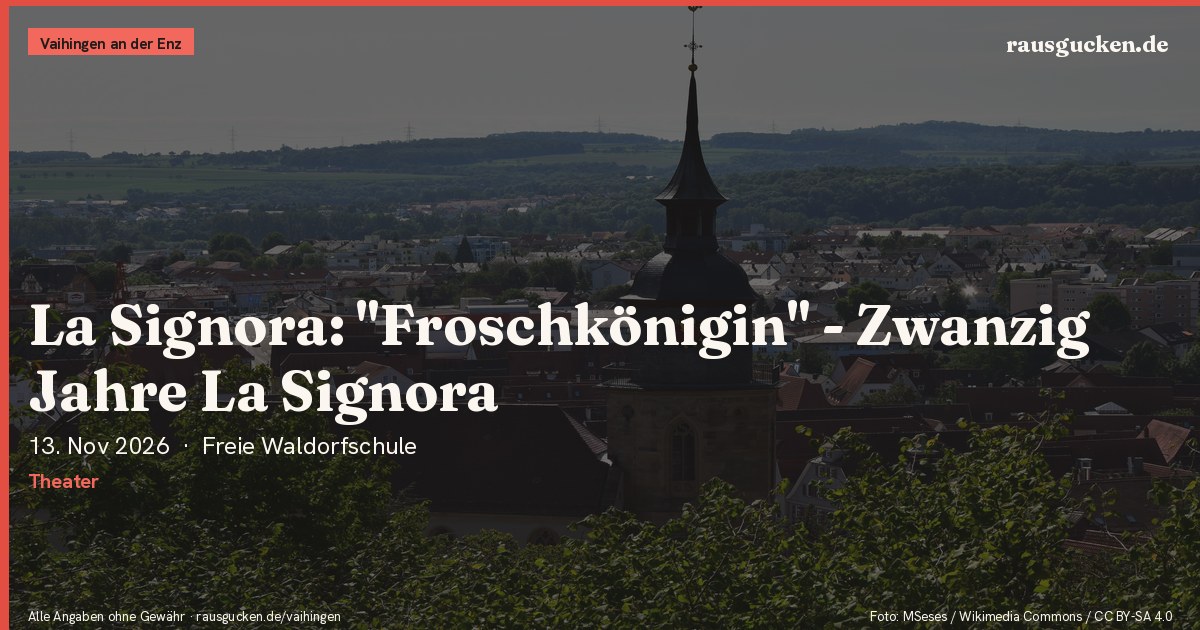 Vaihingen an der Enz
rausgucken.de
La Signora: "Froschkönigin" - Zwanzig
Jahre La Signora
13. Nov 2026 · Freie Waldorfschule
Theater
Alle Angaben ohne Gewähr · rausgucken.de/vaihingen
Foto: MSeses / Wikimedia Commons / CC BY-SA 4.0